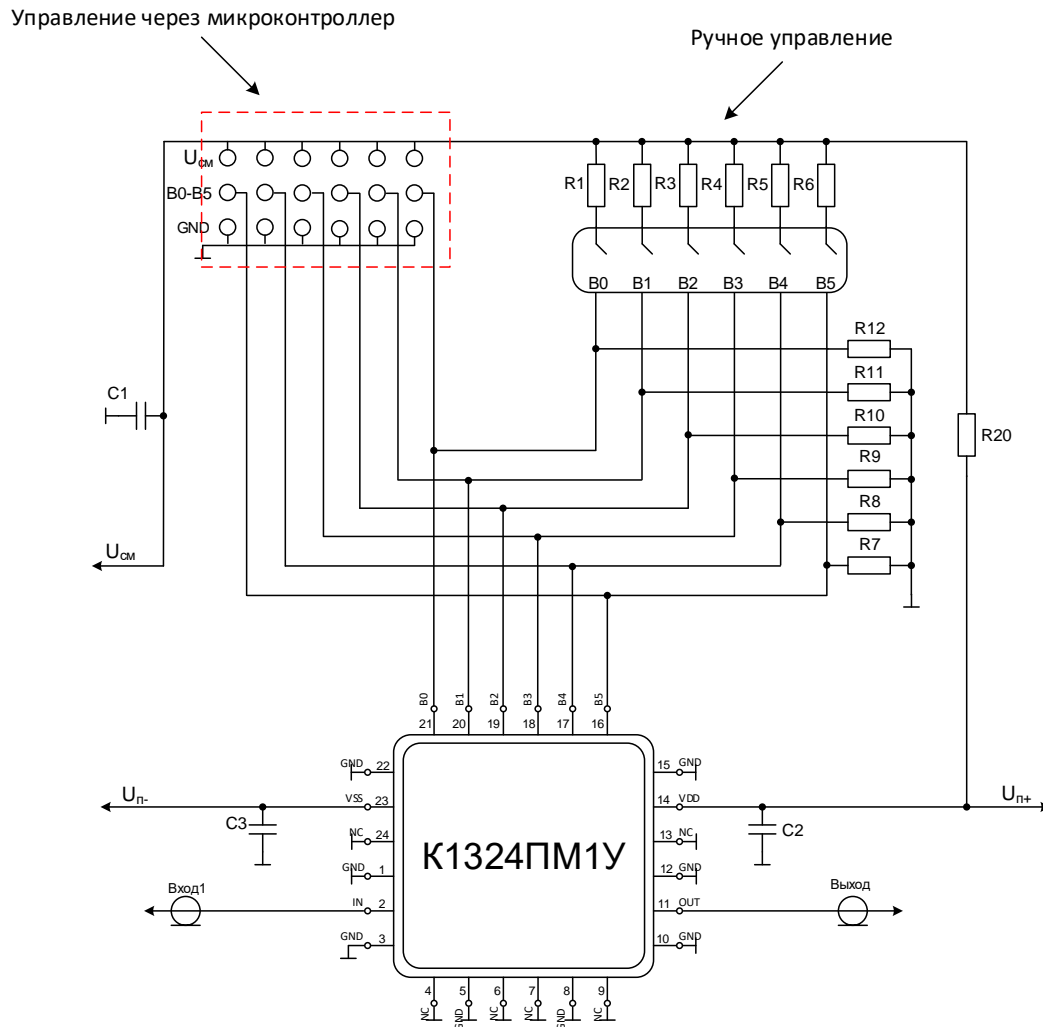 Управление через микроконтроллер
Ручное управление
Uсм
B0-B5
GND
R1 R2 R3 R4 R5 R6
B0 B1 B2 B3 B4 B5
R12
R11
R10
R9
R8
R7
C1
R20
Uсм
B0 B1 B2 B3 B4 B5
21 20 19 18 17 16
GND 22
15 GND
Uп-
VSS 23
14 VDD
Uп+
C3
C2
NC 24
13 NC
К1324ПМ1У
GND 1
12 GND
Вход1
IN 2
11 OUT
Выход
GND 3
10 GND
4 5 6 7 8 9
NC GND NC NC GND NC